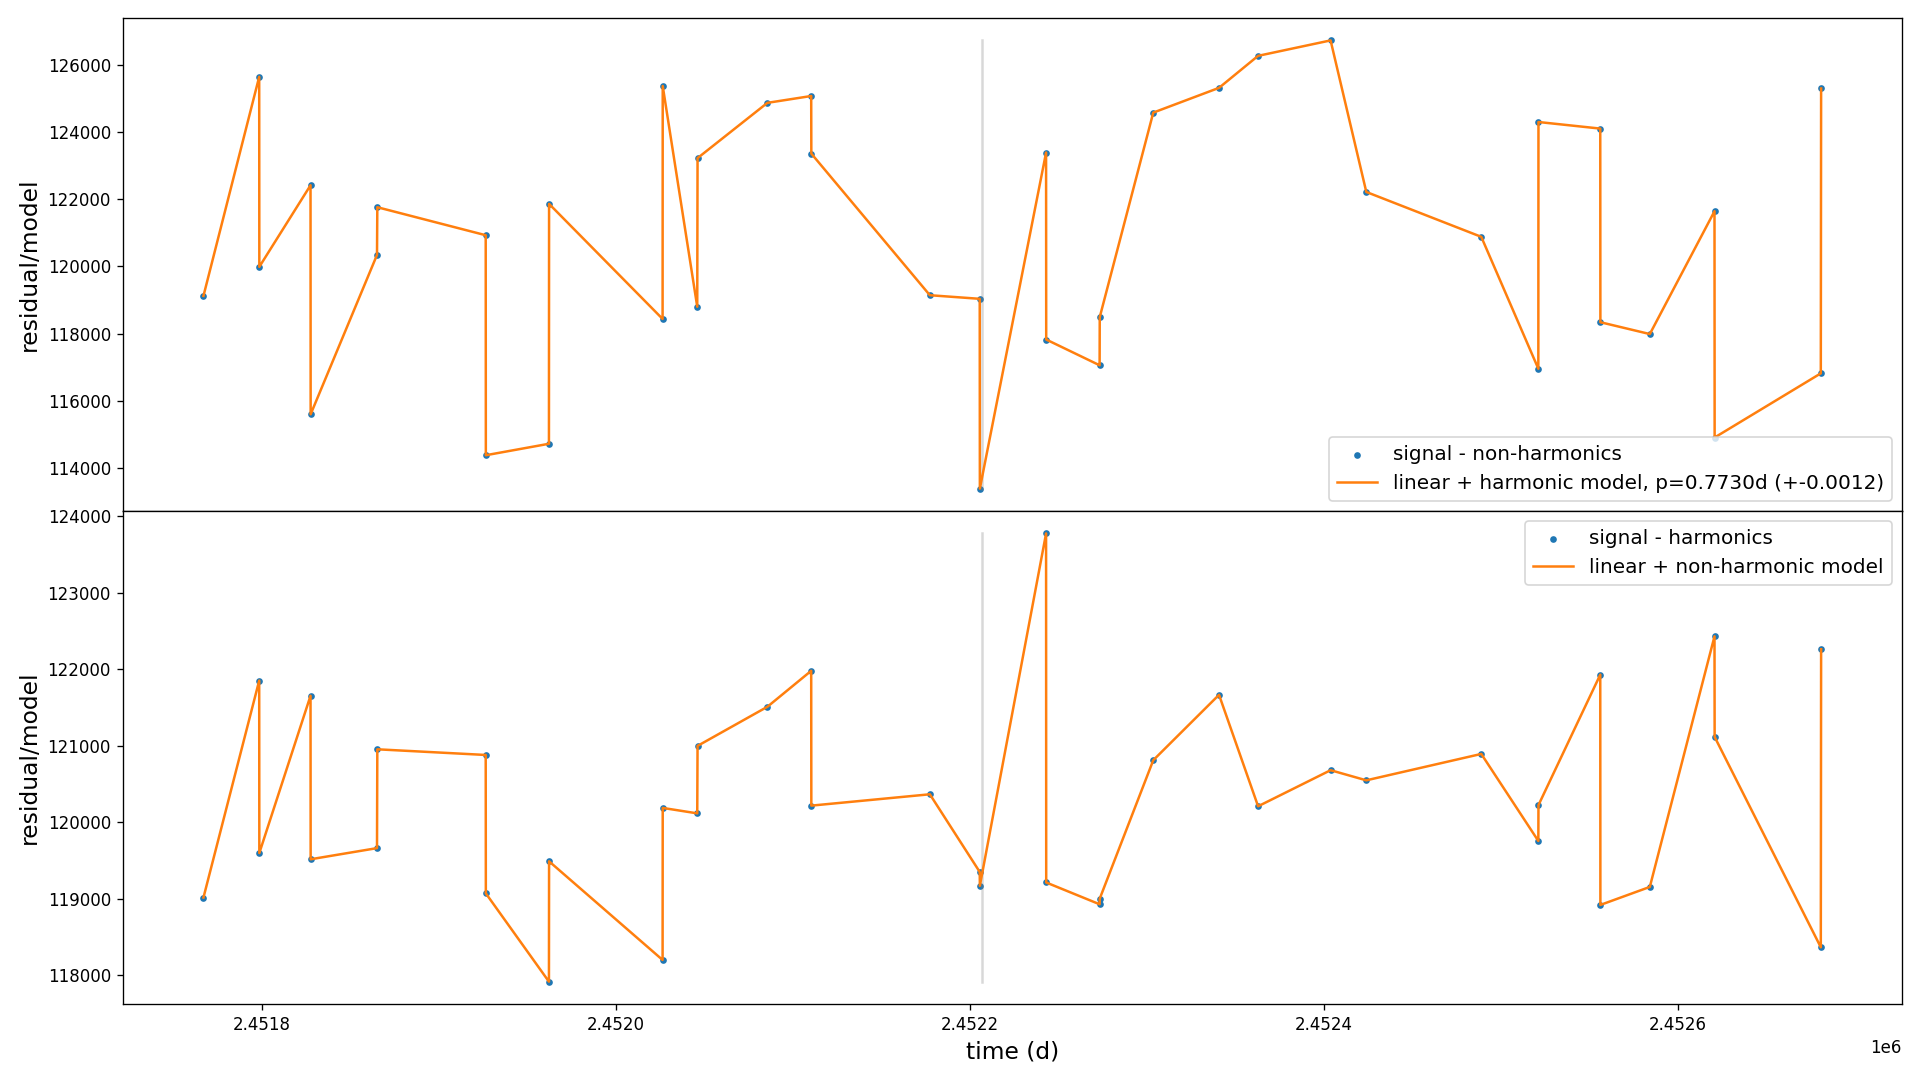 126000
124000
122000
120000
118000
116000
114000
residual/model
signal - non-harmonics
linear + harmonic model, p=0.7730d (+-0.0012)
124000
123000
122000
121000
120000
119000
118000
residual/model
signal - harmonics
linear + non-harmonic model
2.4518 2.4520 2.4522 2.4524 2.4526
1e6
time (d)